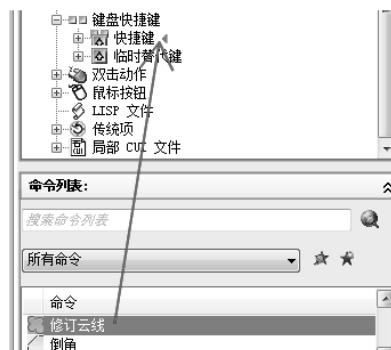 键盘快捷键
快捷键
临时替代键
双击动作
鼠标按钮
LISP 文件
传统项
局部 CUI 文件
命令列表:
搜索命令列表
所有命令
命令
修订云线
倒角